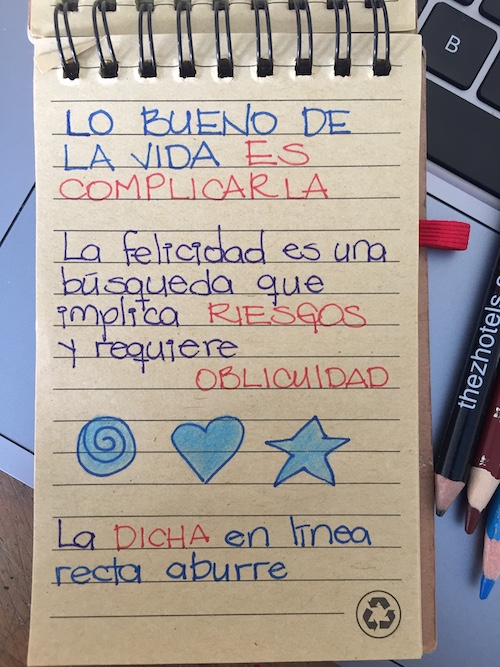 LO BUENO DE
LA VIDA ES
COMPLICARLA
La felicidad es una
búsqueda que
implica RIESGOS
y requiere
OBLICUIDAD
La DICHA en línea
recta aburre
B
thezhotels.c